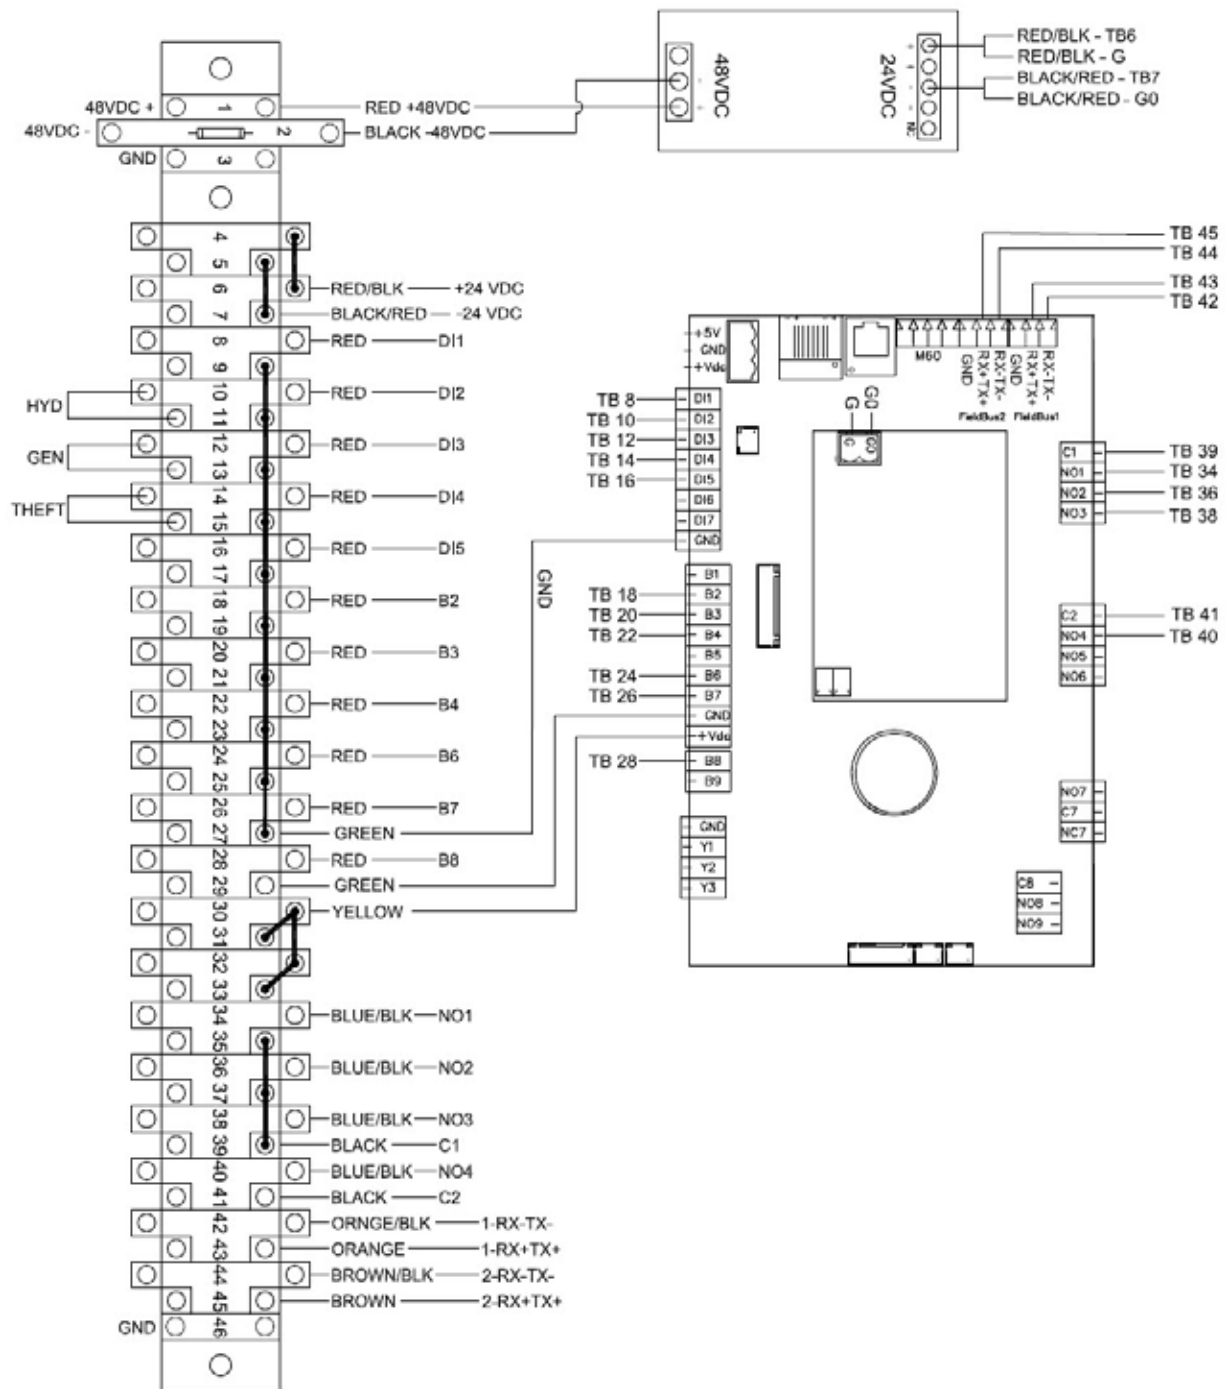 48VDC +
1
RED +48VDC
48VDC -
2
BLACK -48VDC
GND
3
48VDC
24VDC
+
+
-
-
NC
RED/BLK - TB6
RED/BLK - G
BLACK/RED - TB7
BLACK/RED - G0
4
5
6
RED/BLK +24 VDC
7
BLACK/RED -24 VDC
8
RED DI1
9
10
RED DI2
HYD
11
12
RED DI3
GEN
13
14
RED DI4
THEFT
15
16
RED DI5
17
18
RED B2
19
20
RED B3
21
22
RED B4
23
24
RED B6
25
26
RED B7
27
GREEN
28
RED B8
29
GREEN
30
YELLOW
31
32
33
34
BLUE/BLK NO1
35
36
BLUE/BLK NO2
37
38
BLUE/BLK NO3
39
BLACK C1
40
BLUE/BLK NO4
41
BLACK C2
42
ORNGE/BLK 1-RX-TX-
43
ORANGE 1-RX+TX+
44
BROWN/BLK 2-RX-TX-
45
BROWN 2-RX+TX+
GND
46
GND
TB 45
TB 44
TB 43
TB 42
+5V
GND
+Vdc
M60
GND
RX+TX+
RX-TX-
GND
RX+TX+
RX-TX-
FieldBus2 FieldBus1
G
G0
G
G0
TB 8 DI1
TB 10 DI2
TB 12 DI3
TB 14 DI4
TB 16 DI5
DI6
DI7
GND
B1
TB 18 B2
TB 20 B3
TB 22 B4
B5
TB 24 B6
TB 26 B7
GND
+Vdc
TB 28 B8
B9
GND
Y1
Y2
Y3
C1 TB 39
NO1 TB 34
NO2 TB 36
NO3 TB 38
C2 TB 41
NO4 TB 40
NO5
NO6
NO7
C7
NC7
C8
NO8
NO9